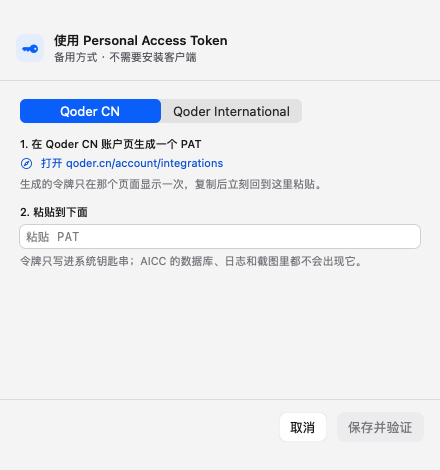 使用 Personal Access Token
备用方式 · 不需要安装客户端
Qoder CN
Qoder International
1. 在 Qoder CN 账户页生成一个 PAT
打开 qoder.cn/account/integrations
生成的令牌只在那个页面显示一次，复制后立刻回到这里粘贴。
2. 粘贴到下面
粘贴 PAT
令牌只写进系统钥匙串；AICC 的数据库、日志和截图里都不会出现它。
取消
保存并验证